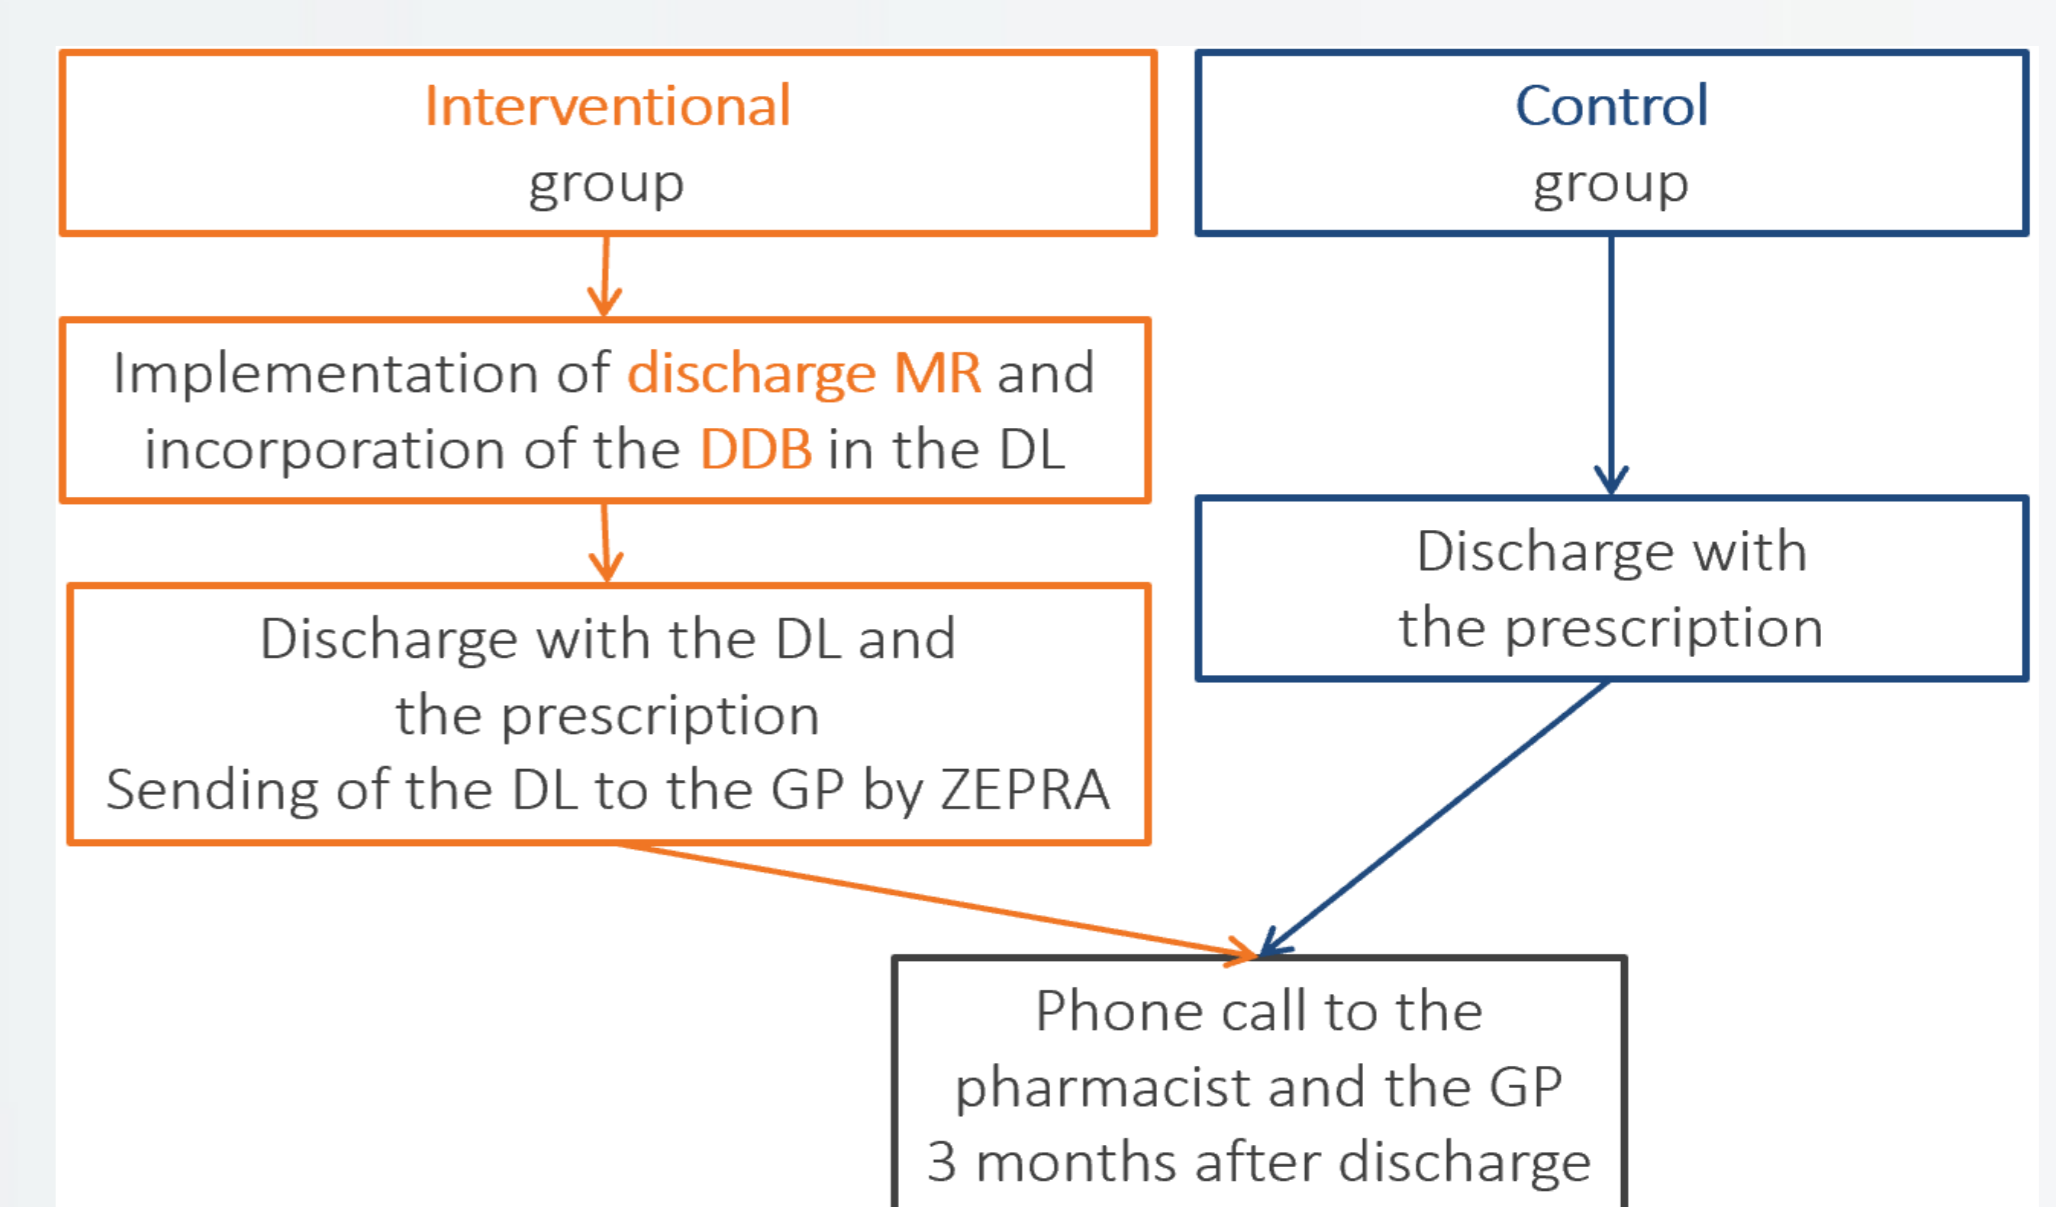 Interventional
group
Implementation of discharge MR and
incorporation of the DDB in the DL
Discharge with the DL and
the prescription
Sending of the DL to the GP by ZEPRA
Control
group
Discharge with
the prescription
Phone call to the
pharmacist and the GP
3 months after discharge